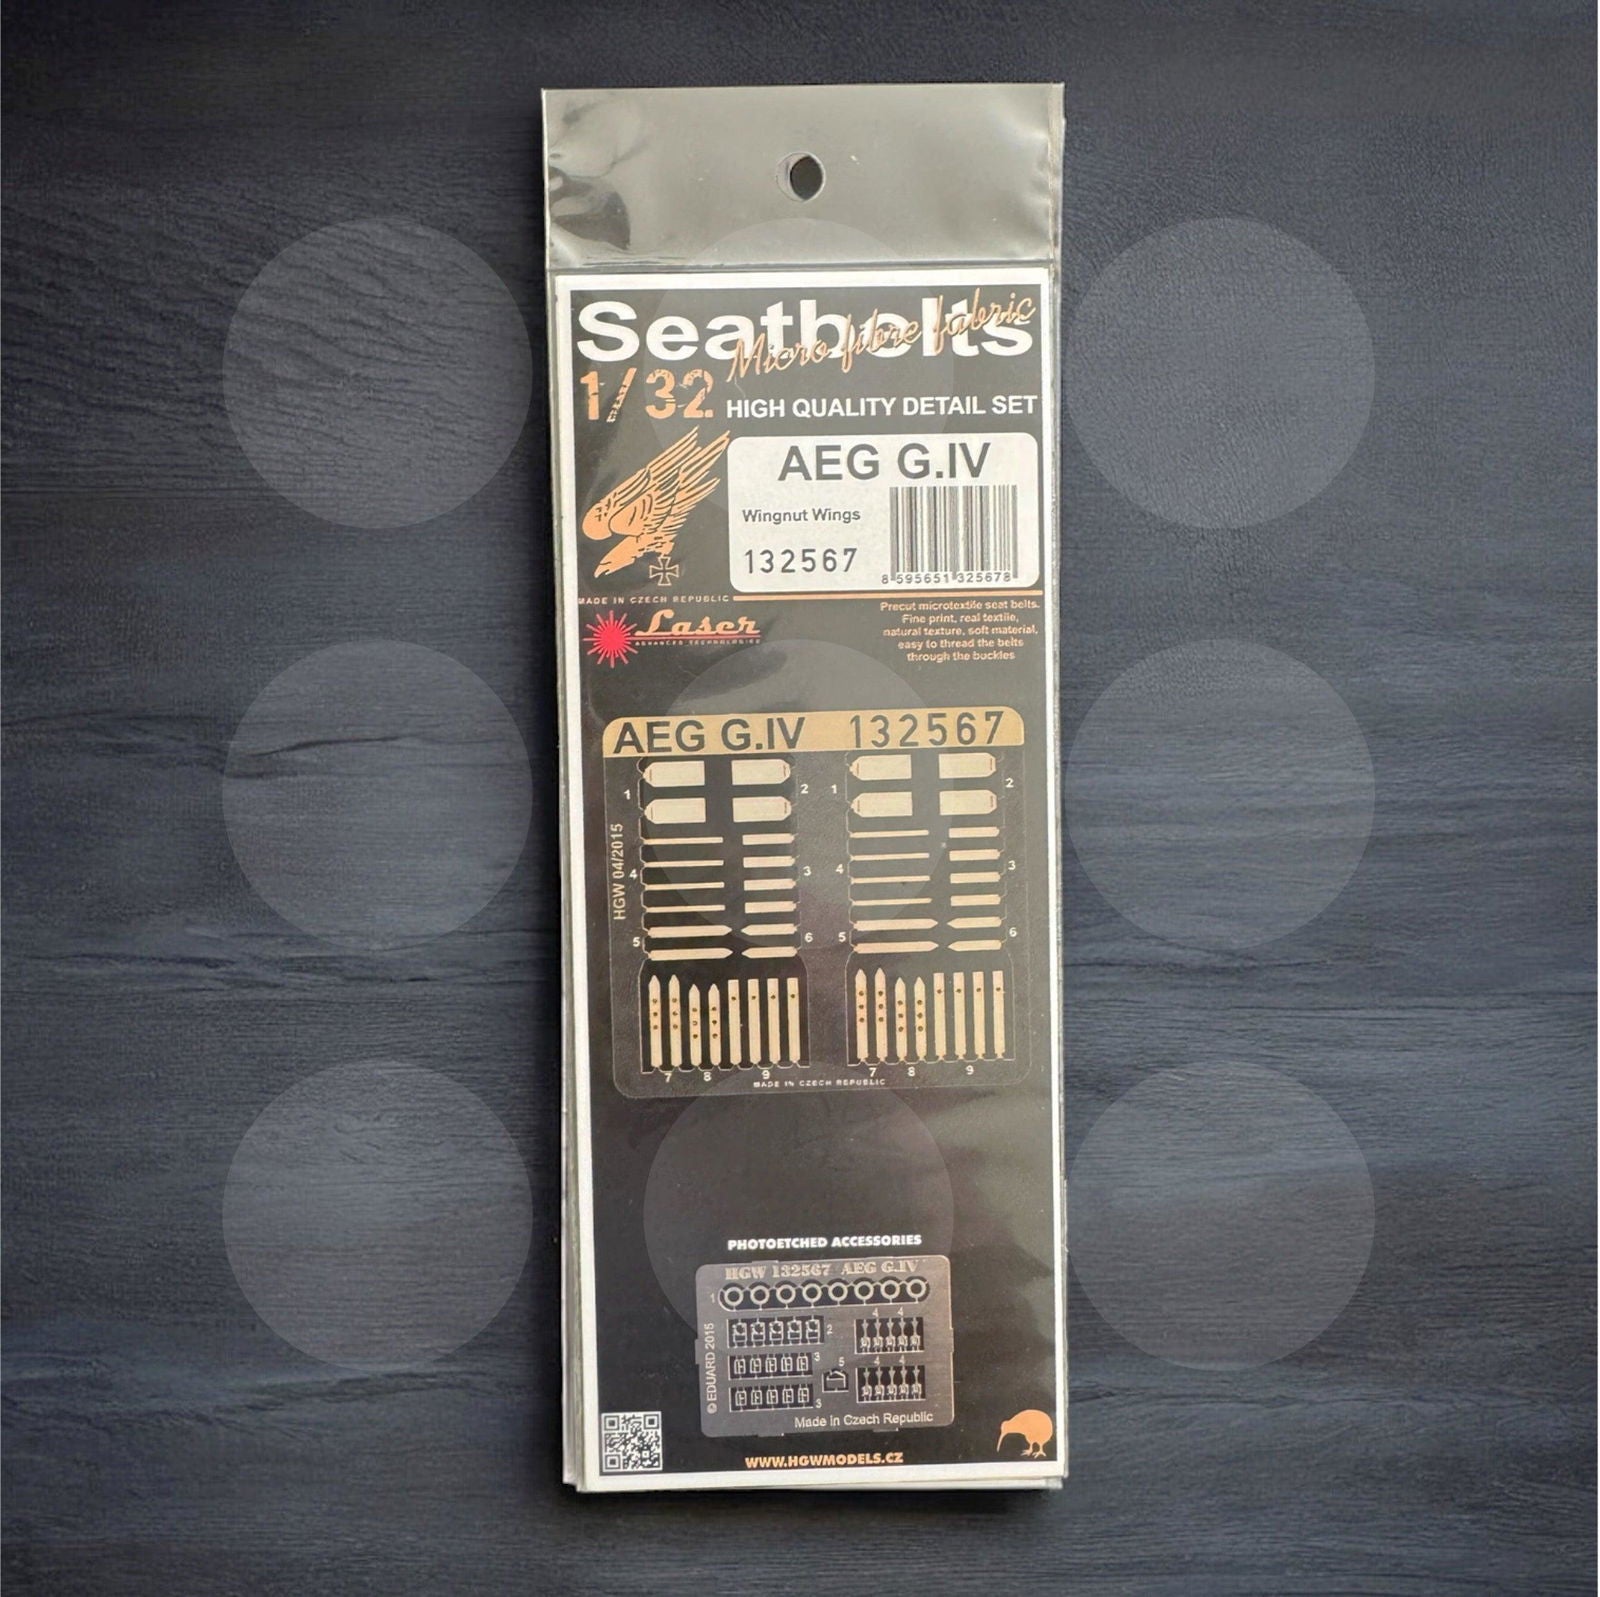 Seatbelts
Micro fibre fabric
1/32 HIGH QUALITY DETAIL SET
AEG G.IV
Wingnut Wings
132567
8 595651 325678
MADE IN CZECH REPUBLIC
Laser
ADVANCED TECHNOLOGIES
Precut microtextile seat belts.
Fine print, real textile,
natural texture, soft material,
easy to thread the belts
through the buckles
AEG G.IV 132567
1 2 1 2
HGW 04/2015
4 3 4 3
5 6 5 6
7 8 9 7 8 9
MADE IN CZECH REPUBLIC
PHOTOETCHED ACCESSORIES
HGW 132567 AEG G.IV
1
4 4
2
3 5 4 4
3
© EDUARD 2015
Made in Czech Republic
WWW.HGWMODELS.CZ